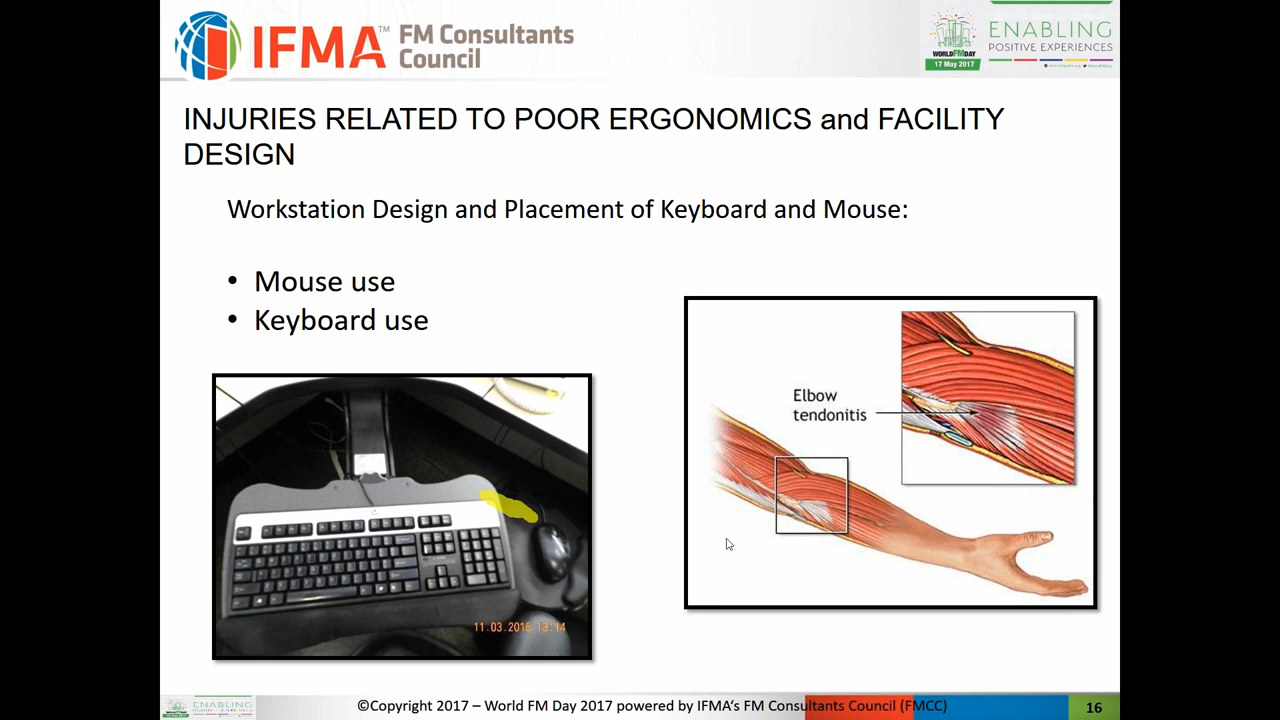 IFMA™ FM Consultants
Council
WORLD FM DAY
17 May 2017
ENABLING
POSITIVE EXPERIENCES
INJURIES RELATED TO POOR ERGONOMICS and FACILITY
DESIGN
Workstation Design and Placement of Keyboard and Mouse:
• Mouse use
• Keyboard use
Elbow
tendonitis
11.03.2016 13:14
ENABLING
©Copyright 2017 – World FM Day 2017 powered by IFMA's FM Consultants Council (FMCC)
16